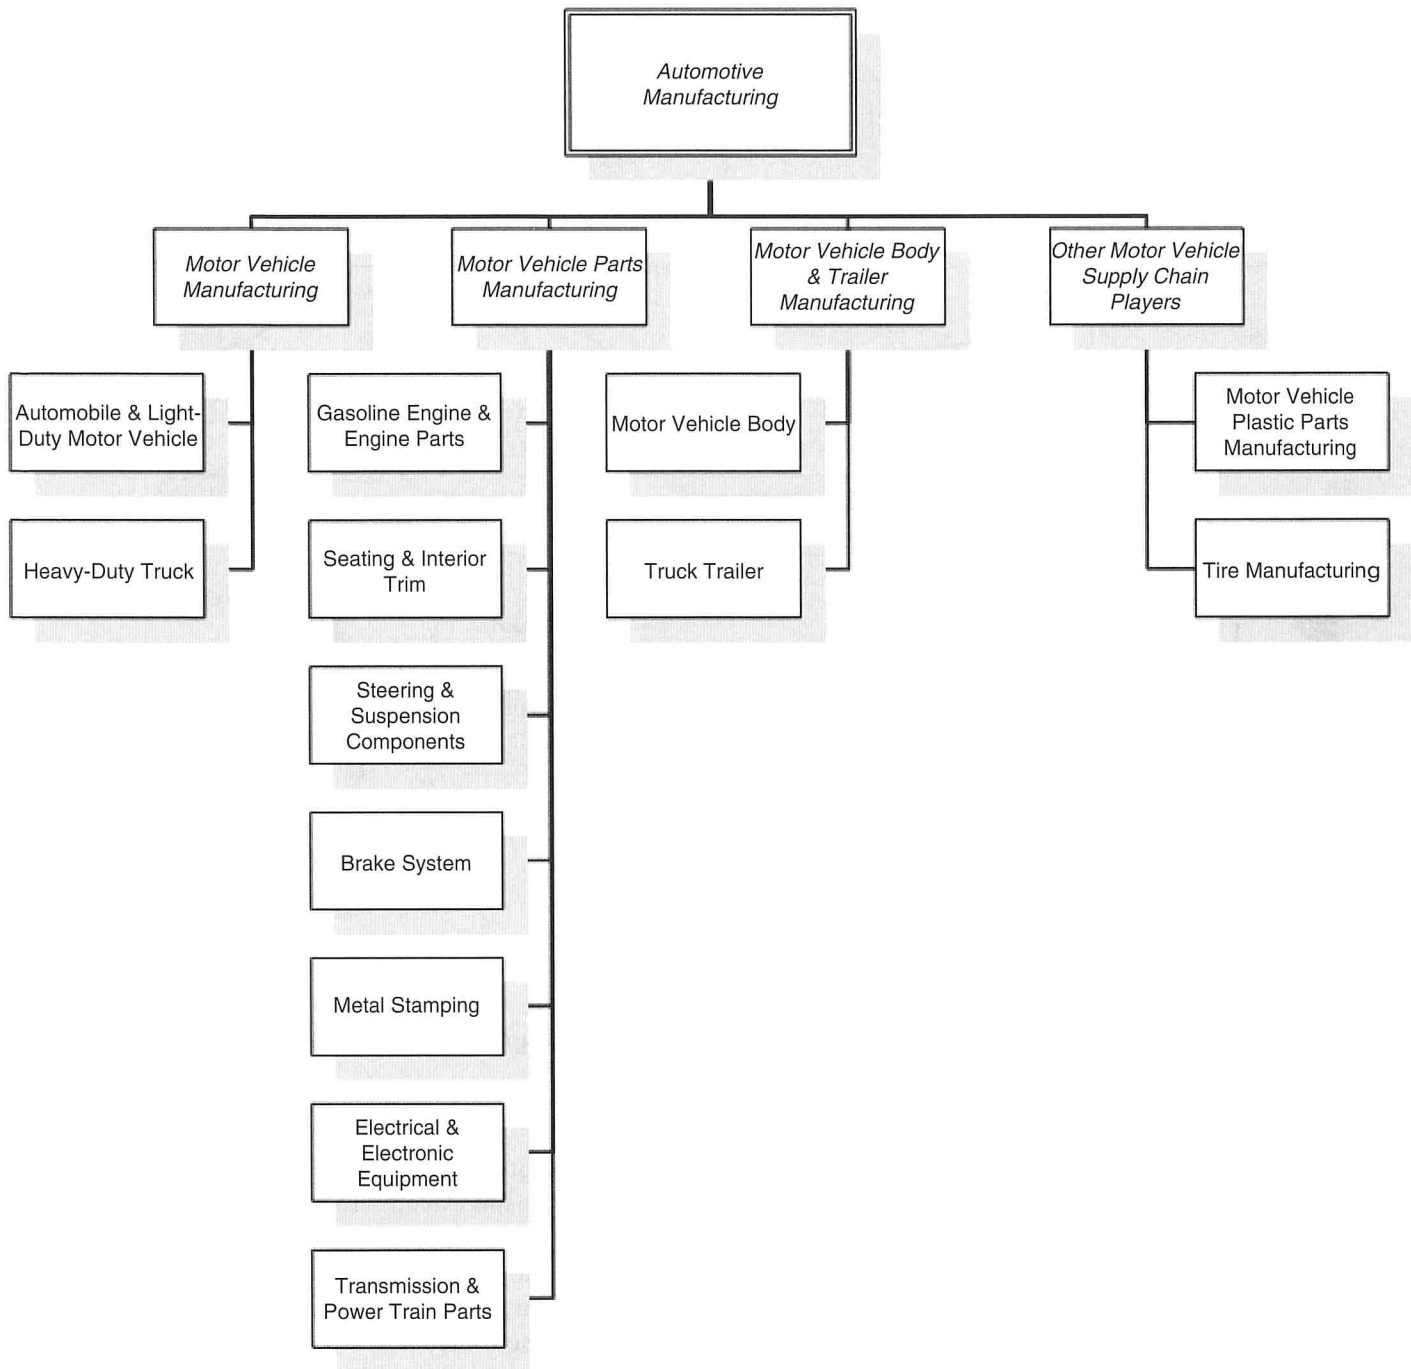 Automotive
Manufacturing
Motor Vehicle
Manufacturing
Motor Vehicle Parts
Manufacturing
Motor Vehicle Body
& Trailer
Manufacturing
Other Motor Vehicle
Supply Chain
Players
Automobile & Light-
Duty Motor Vehicle
Heavy-Duty Truck
Gasoline Engine &
Engine Parts
Seating & Interior
Trim
Steering &
Suspension
Components
Brake System
Metal Stamping
Electrical &
Electronic
Equipment
Transmission &
Power Train Parts
Motor Vehicle Body
Truck Trailer
Motor Vehicle
Plastic Parts
Manufacturing
Tire Manufacturing